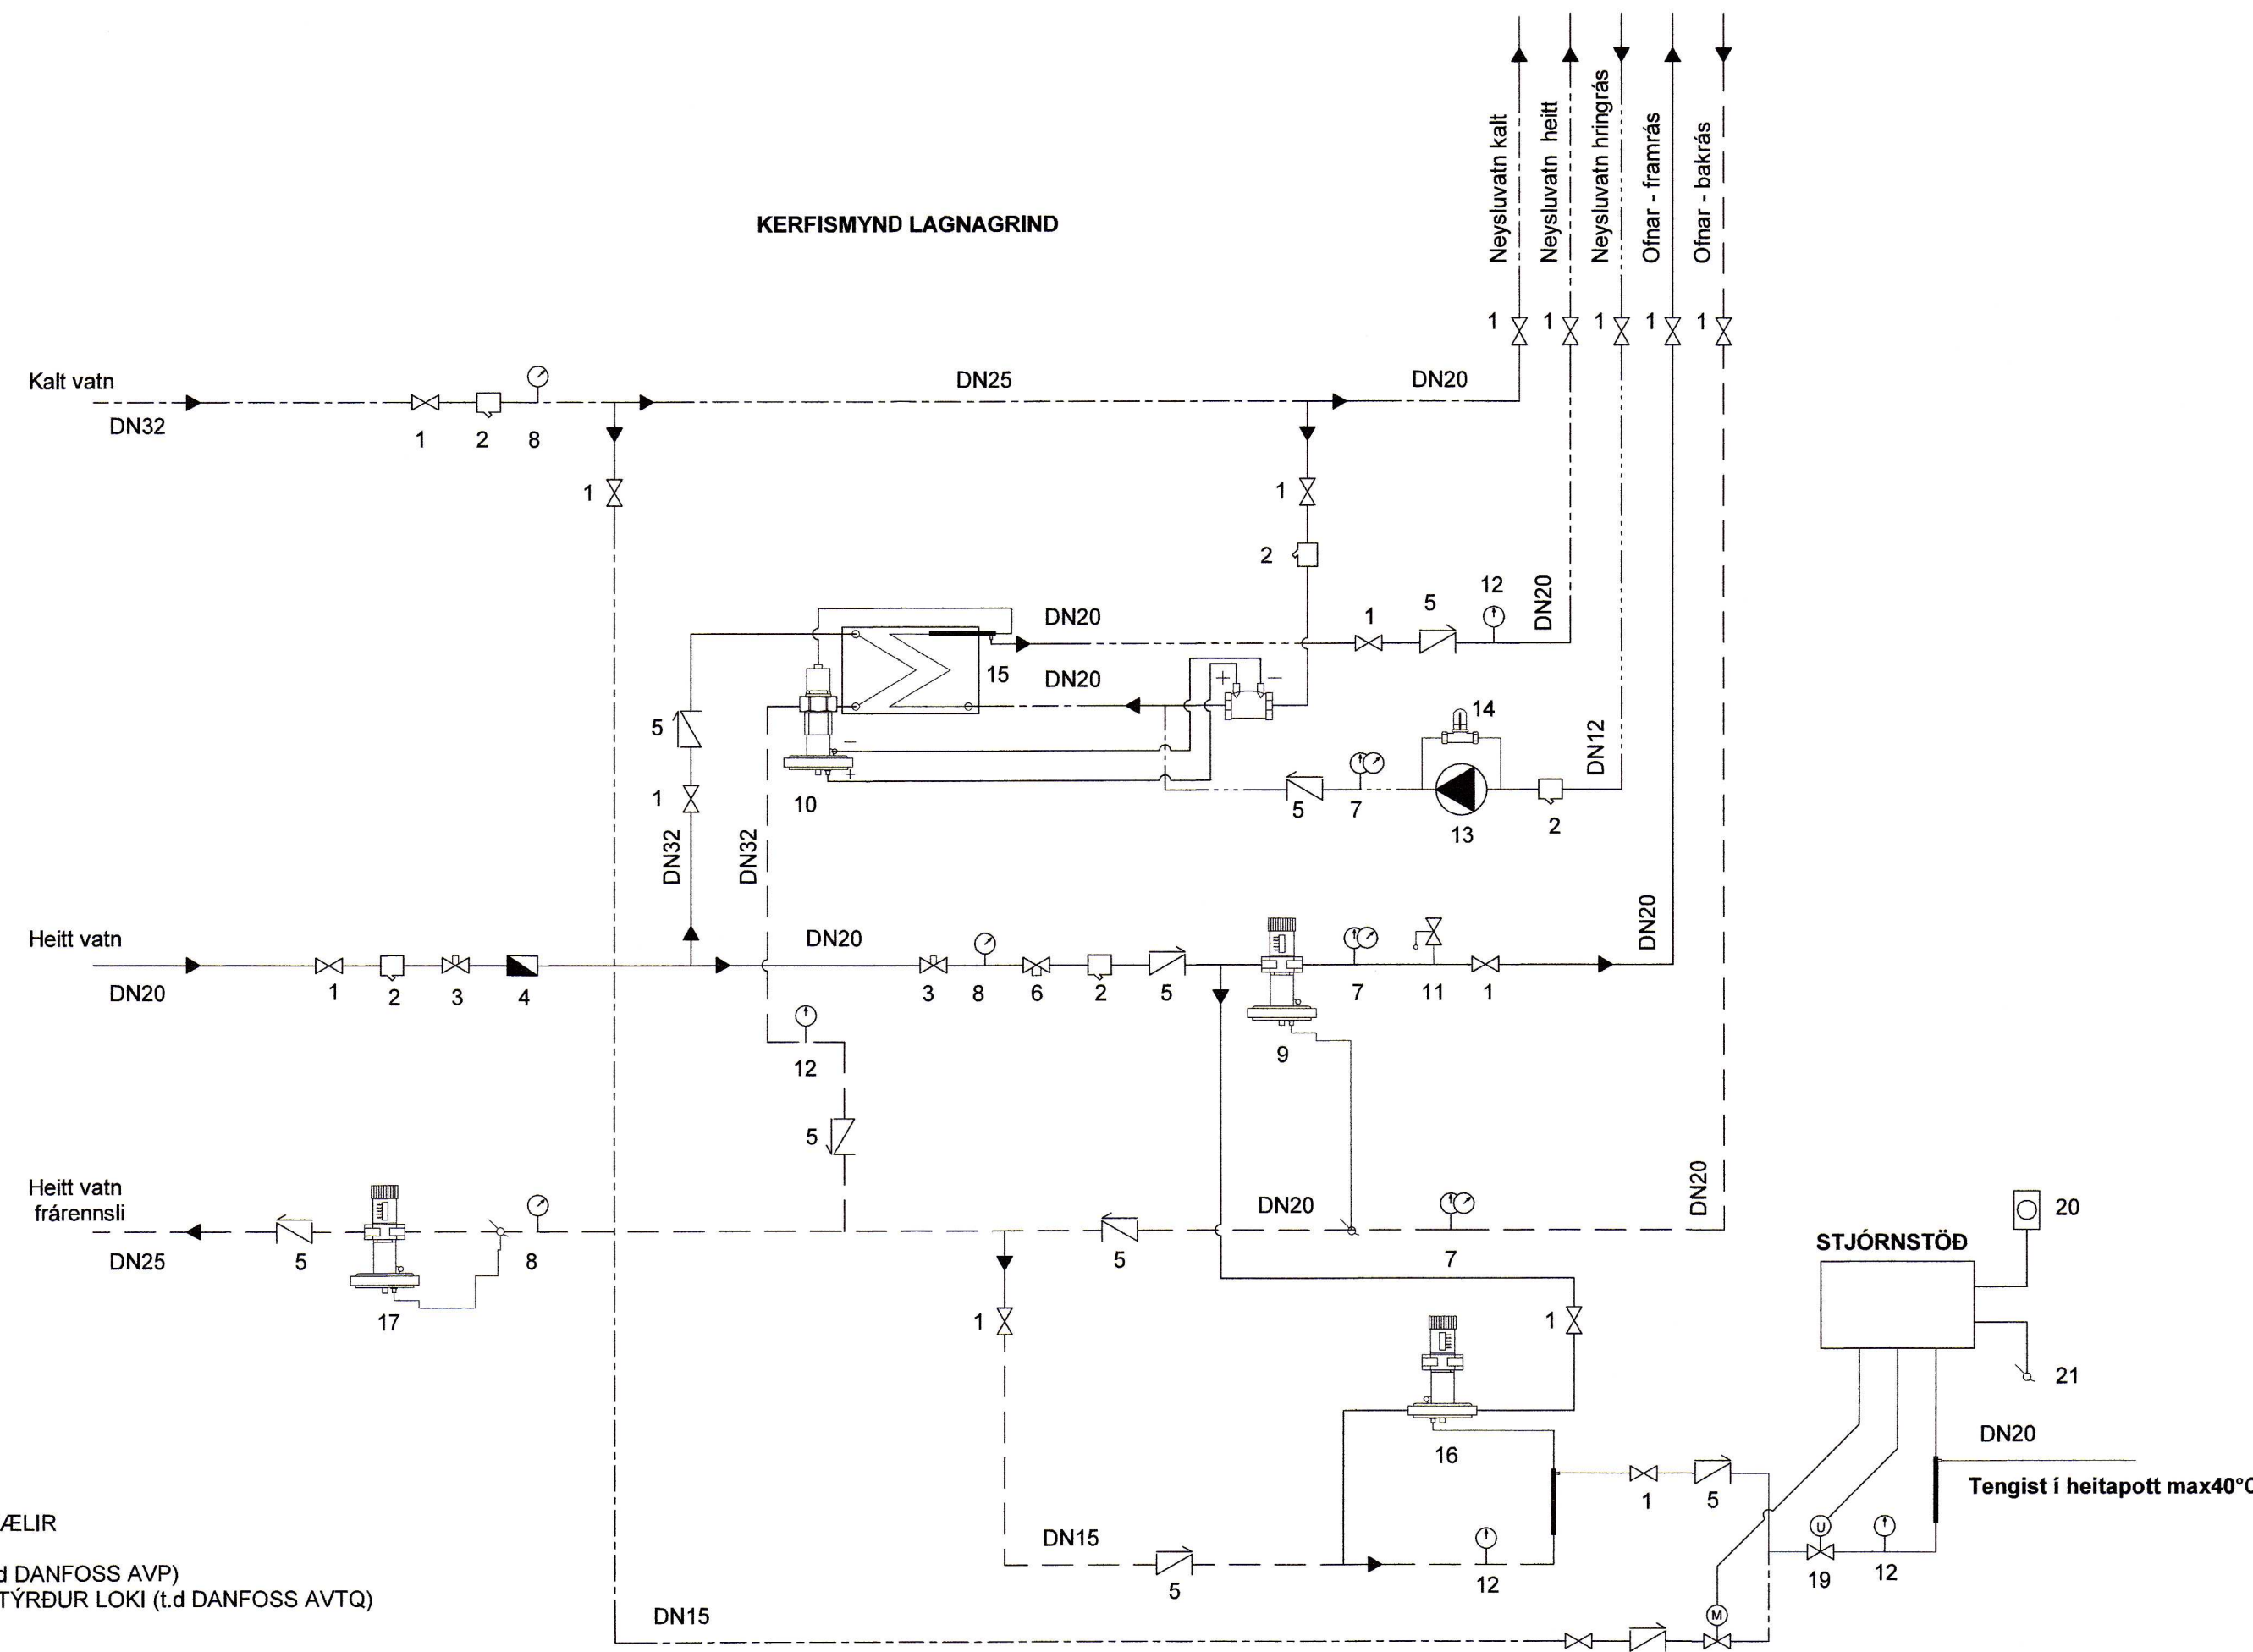 KERFISMYND LAGNAGRIND
Neysluvatn kalt
Neysluvatn heitt
Neysluvatn hringrás
Ofnar - framrás
Ofnar - bakrás
1 1 1 1 1
Kalt vatn
DN32
1 2 8
DN25
DN20
1
1
2
DN20
1 5 12
DN20
15
DN20
+ −
5
1
10
− +
DN32
DN32
14
5 7 13 2
DN12
Heitt vatn
DN20
1 2 3 4
DN20
3 8 6 2 5
9
7 11 1
DN20
12
5
Heitt vatn
frárennsli
DN25
5 17 8
5
DN20
7
DN20
STJÓRNSTÖÐ
20
21
1
1
16
DN20
Tengist í heitapott max40°C
1 5
DN15
5 12
U
19 12
M
DN15
ÆLIR
d DANFOSS AVP)
TÝRÐUR LOKI (t.d DANFOSS AVTQ)